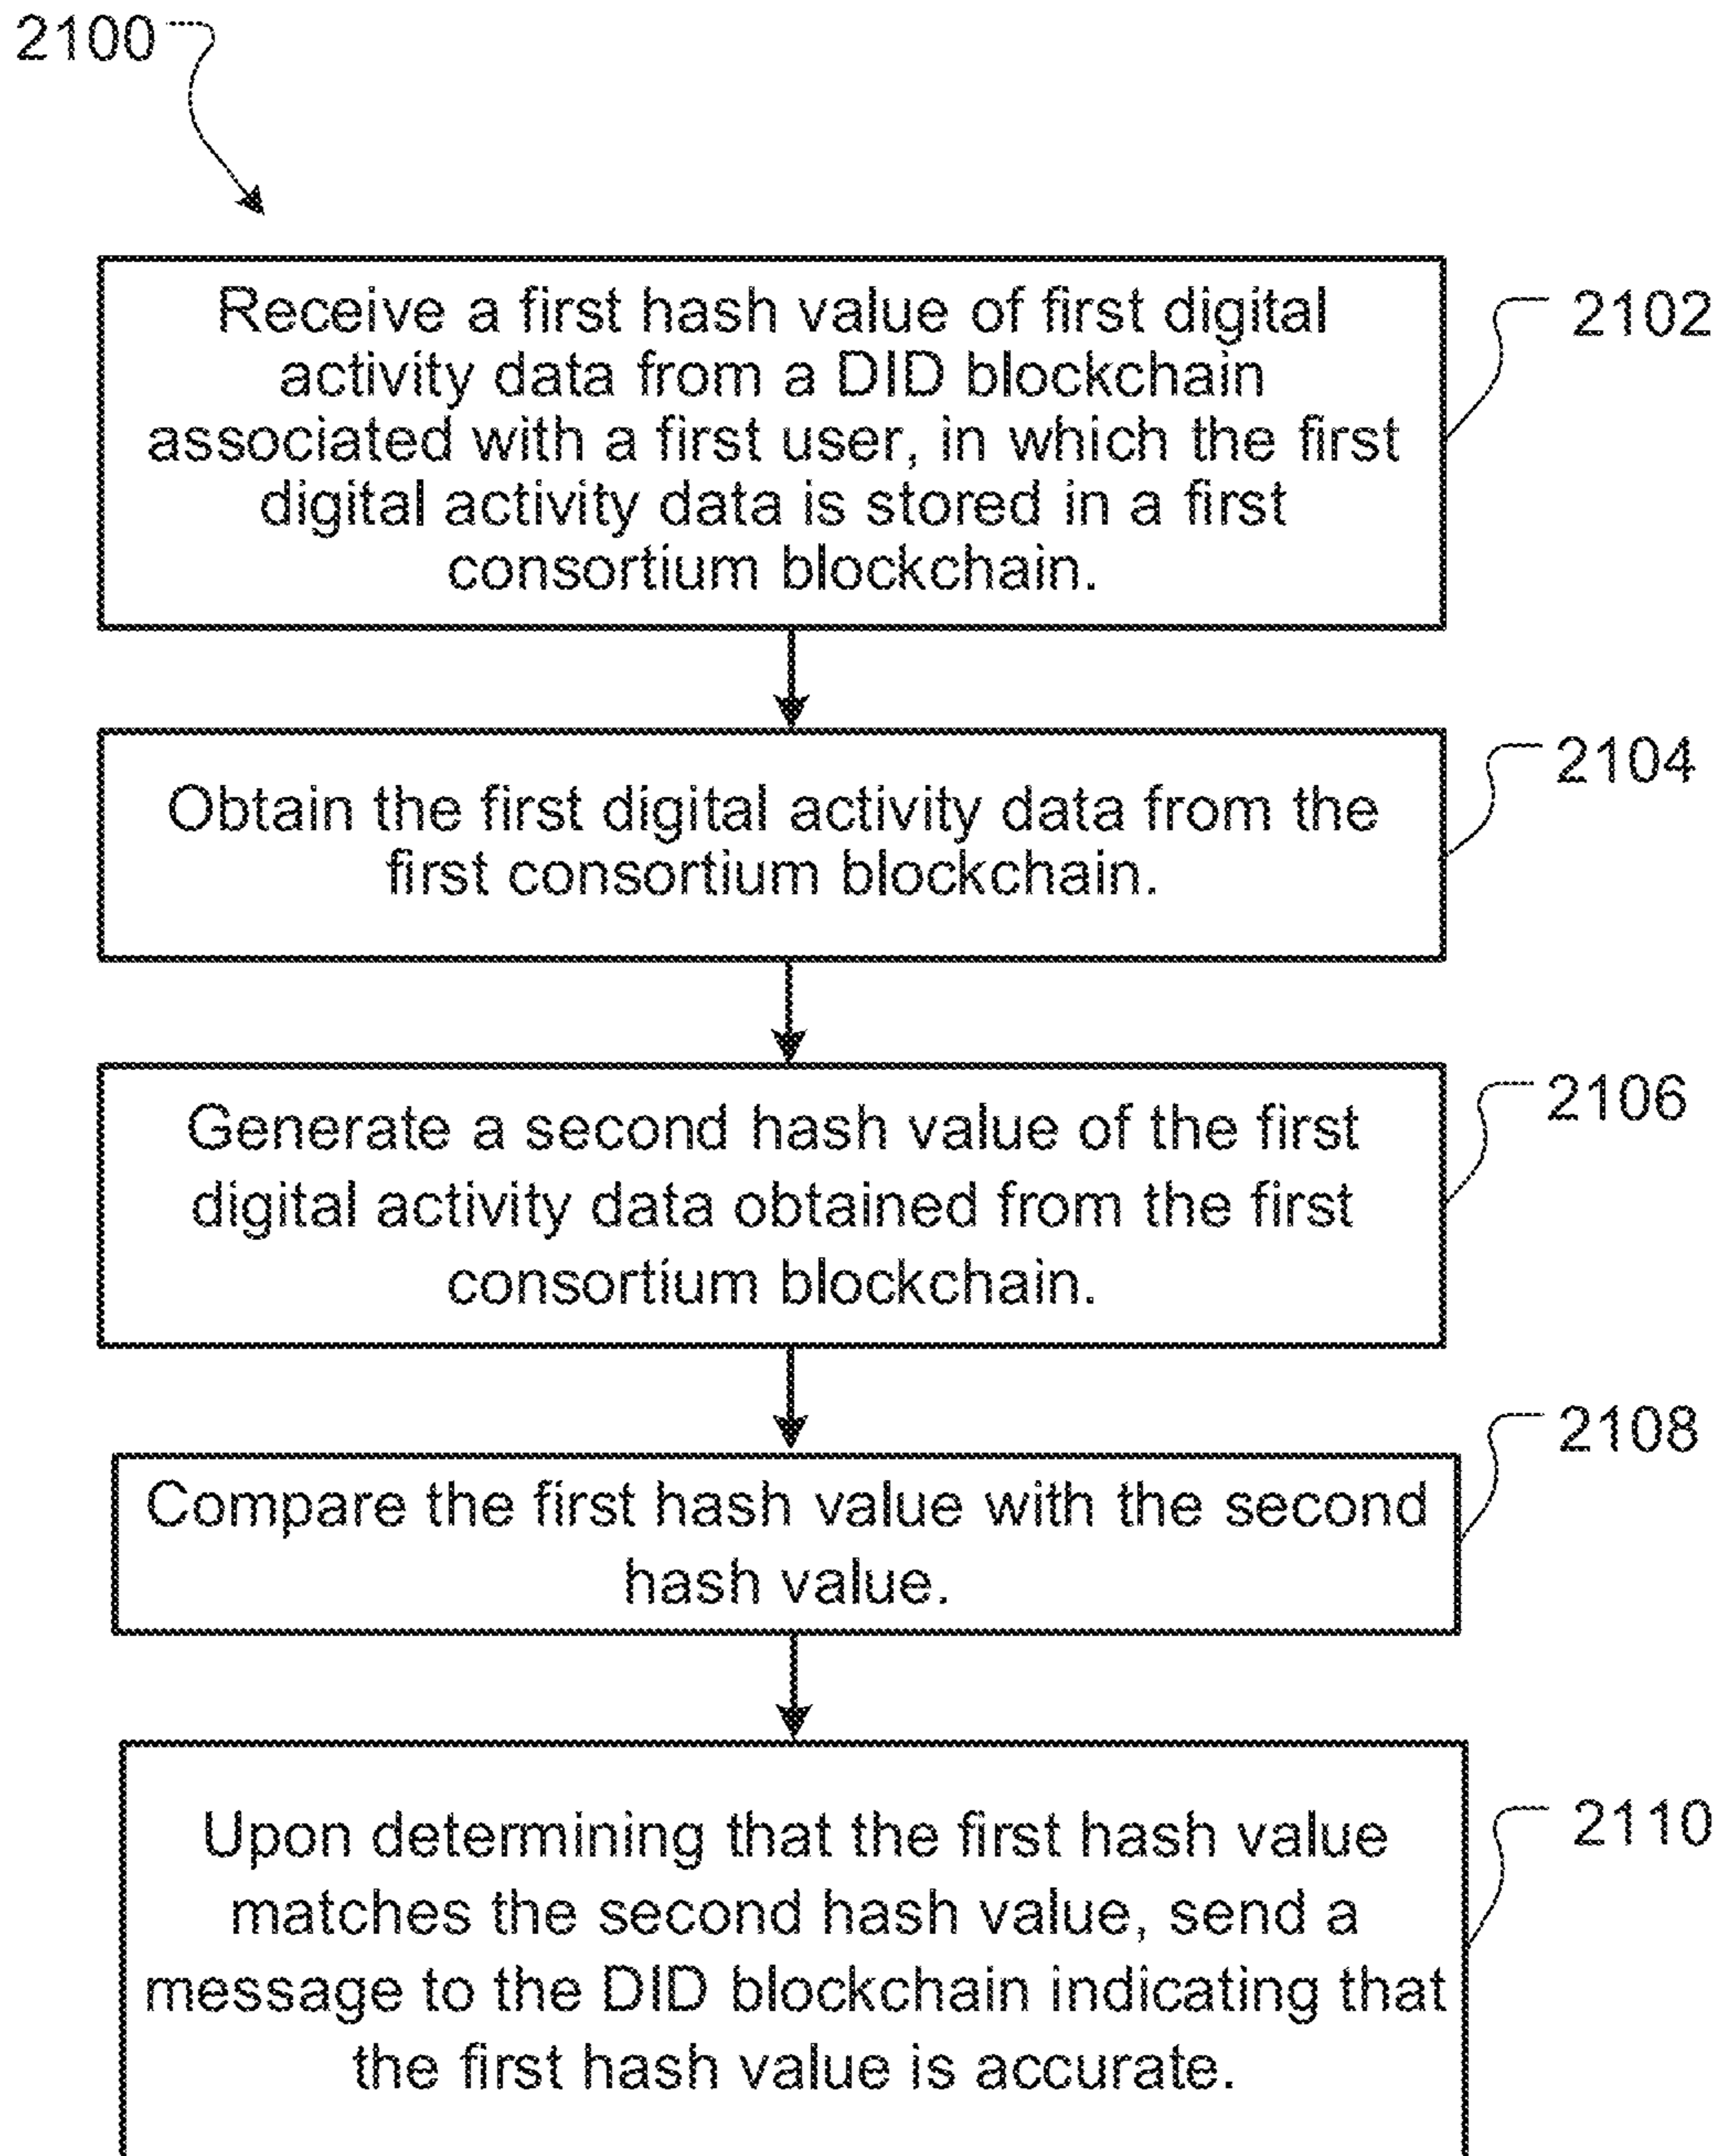 2100
Receive a first hash value of first digital
activity data from a DID blockchain
associated with a first user, in which the first
digital activity data is stored in a first
consortium blockchain.
2102
Obtain the first digital activity data from the
first consortium blockchain.
2104
Generate a second hash value of the first
digital activity data obtained from the first
consortium blockchain.
2106
Compare the first hash value with the second
hash value.
2108
Upon determining that the first hash value
matches the second hash value, send a
message to the DID blockchain indicating that
the first hash value is accurate.
2110